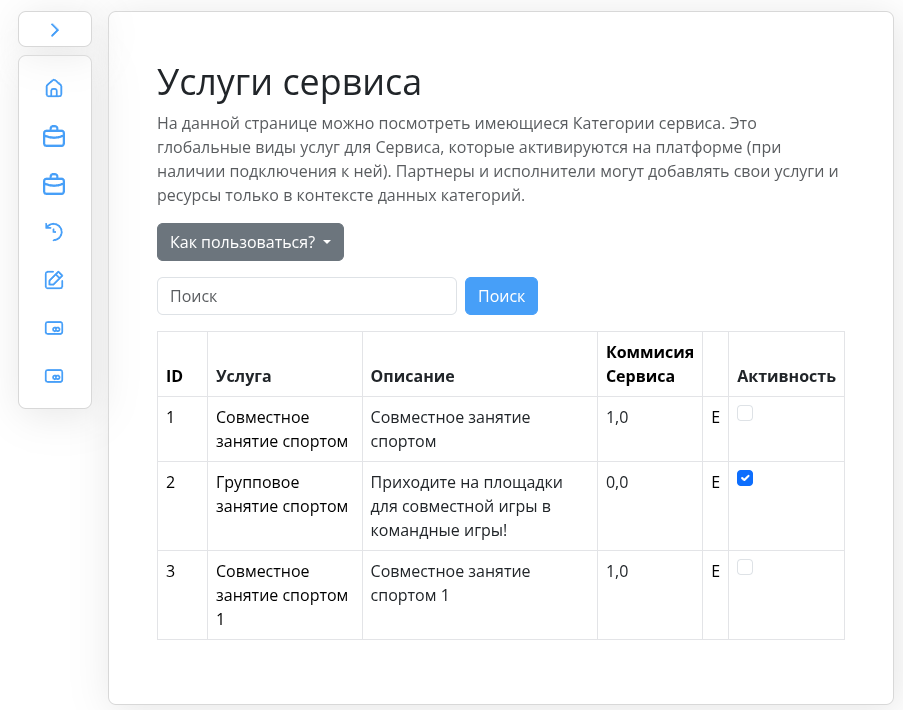 Услуги сервиса
На данной странице можно посмотреть имеющиеся Категории сервиса. Это
глобальные виды услуг для Сервиса, которые активируются на платформе (при
наличии подключения к ней). Партнеры и исполнители могут добавлять свои услуги и
ресурсы только в контексте данных категорий.
Как пользоваться?
Поиск Поиск
Коммисия
ID Услуга Описание Сервиса Активность
1 Совместное Совместное занятие 1,0 E
занятие спортом спортом
2 Групповое Приходите на площадки 0,0 E
занятие спортом для совместной игры в
командные игры!
3 Совместное Совместное занятие 1,0 E
занятие спортом спортом 1
1